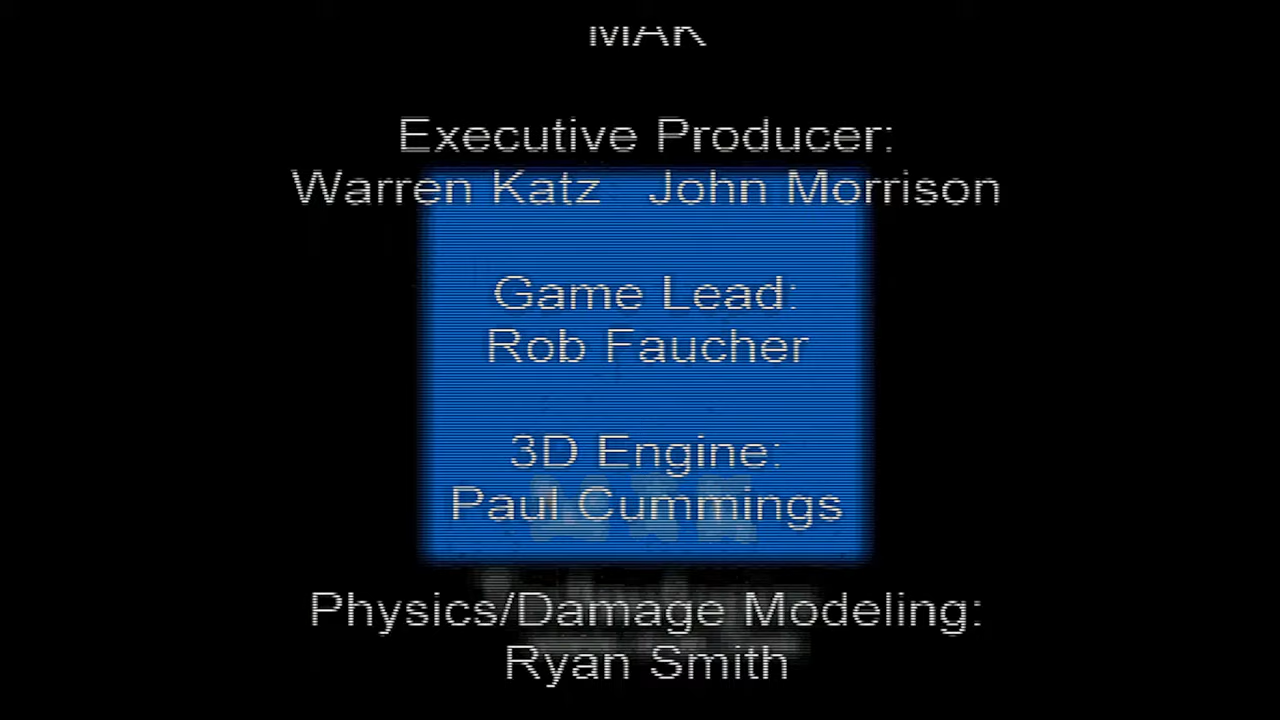 MAK
Executive Producer:
Warren Katz John Morrison
Game Lead:
Rob Faucher
3D Engine:
Paul Cummings
Physics/Damage Modeling:
Ryan Smith